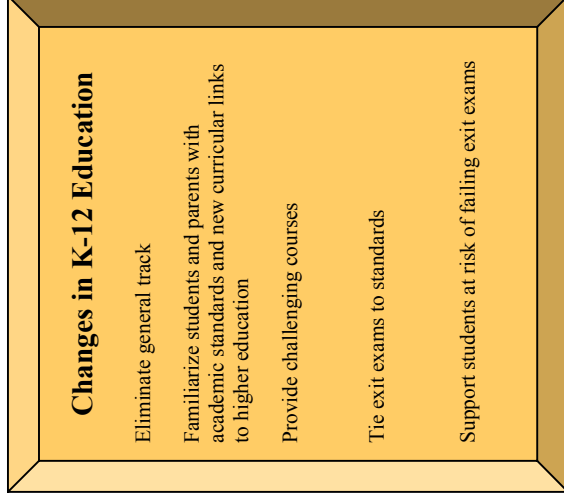 Changes in K-12 Education
Eliminate general track
Familiarize students and parents with
academic standards and new curricular links
to higher education
Provide challenging courses
Tie exit exams to standards
Support students at risk of failing exit exams